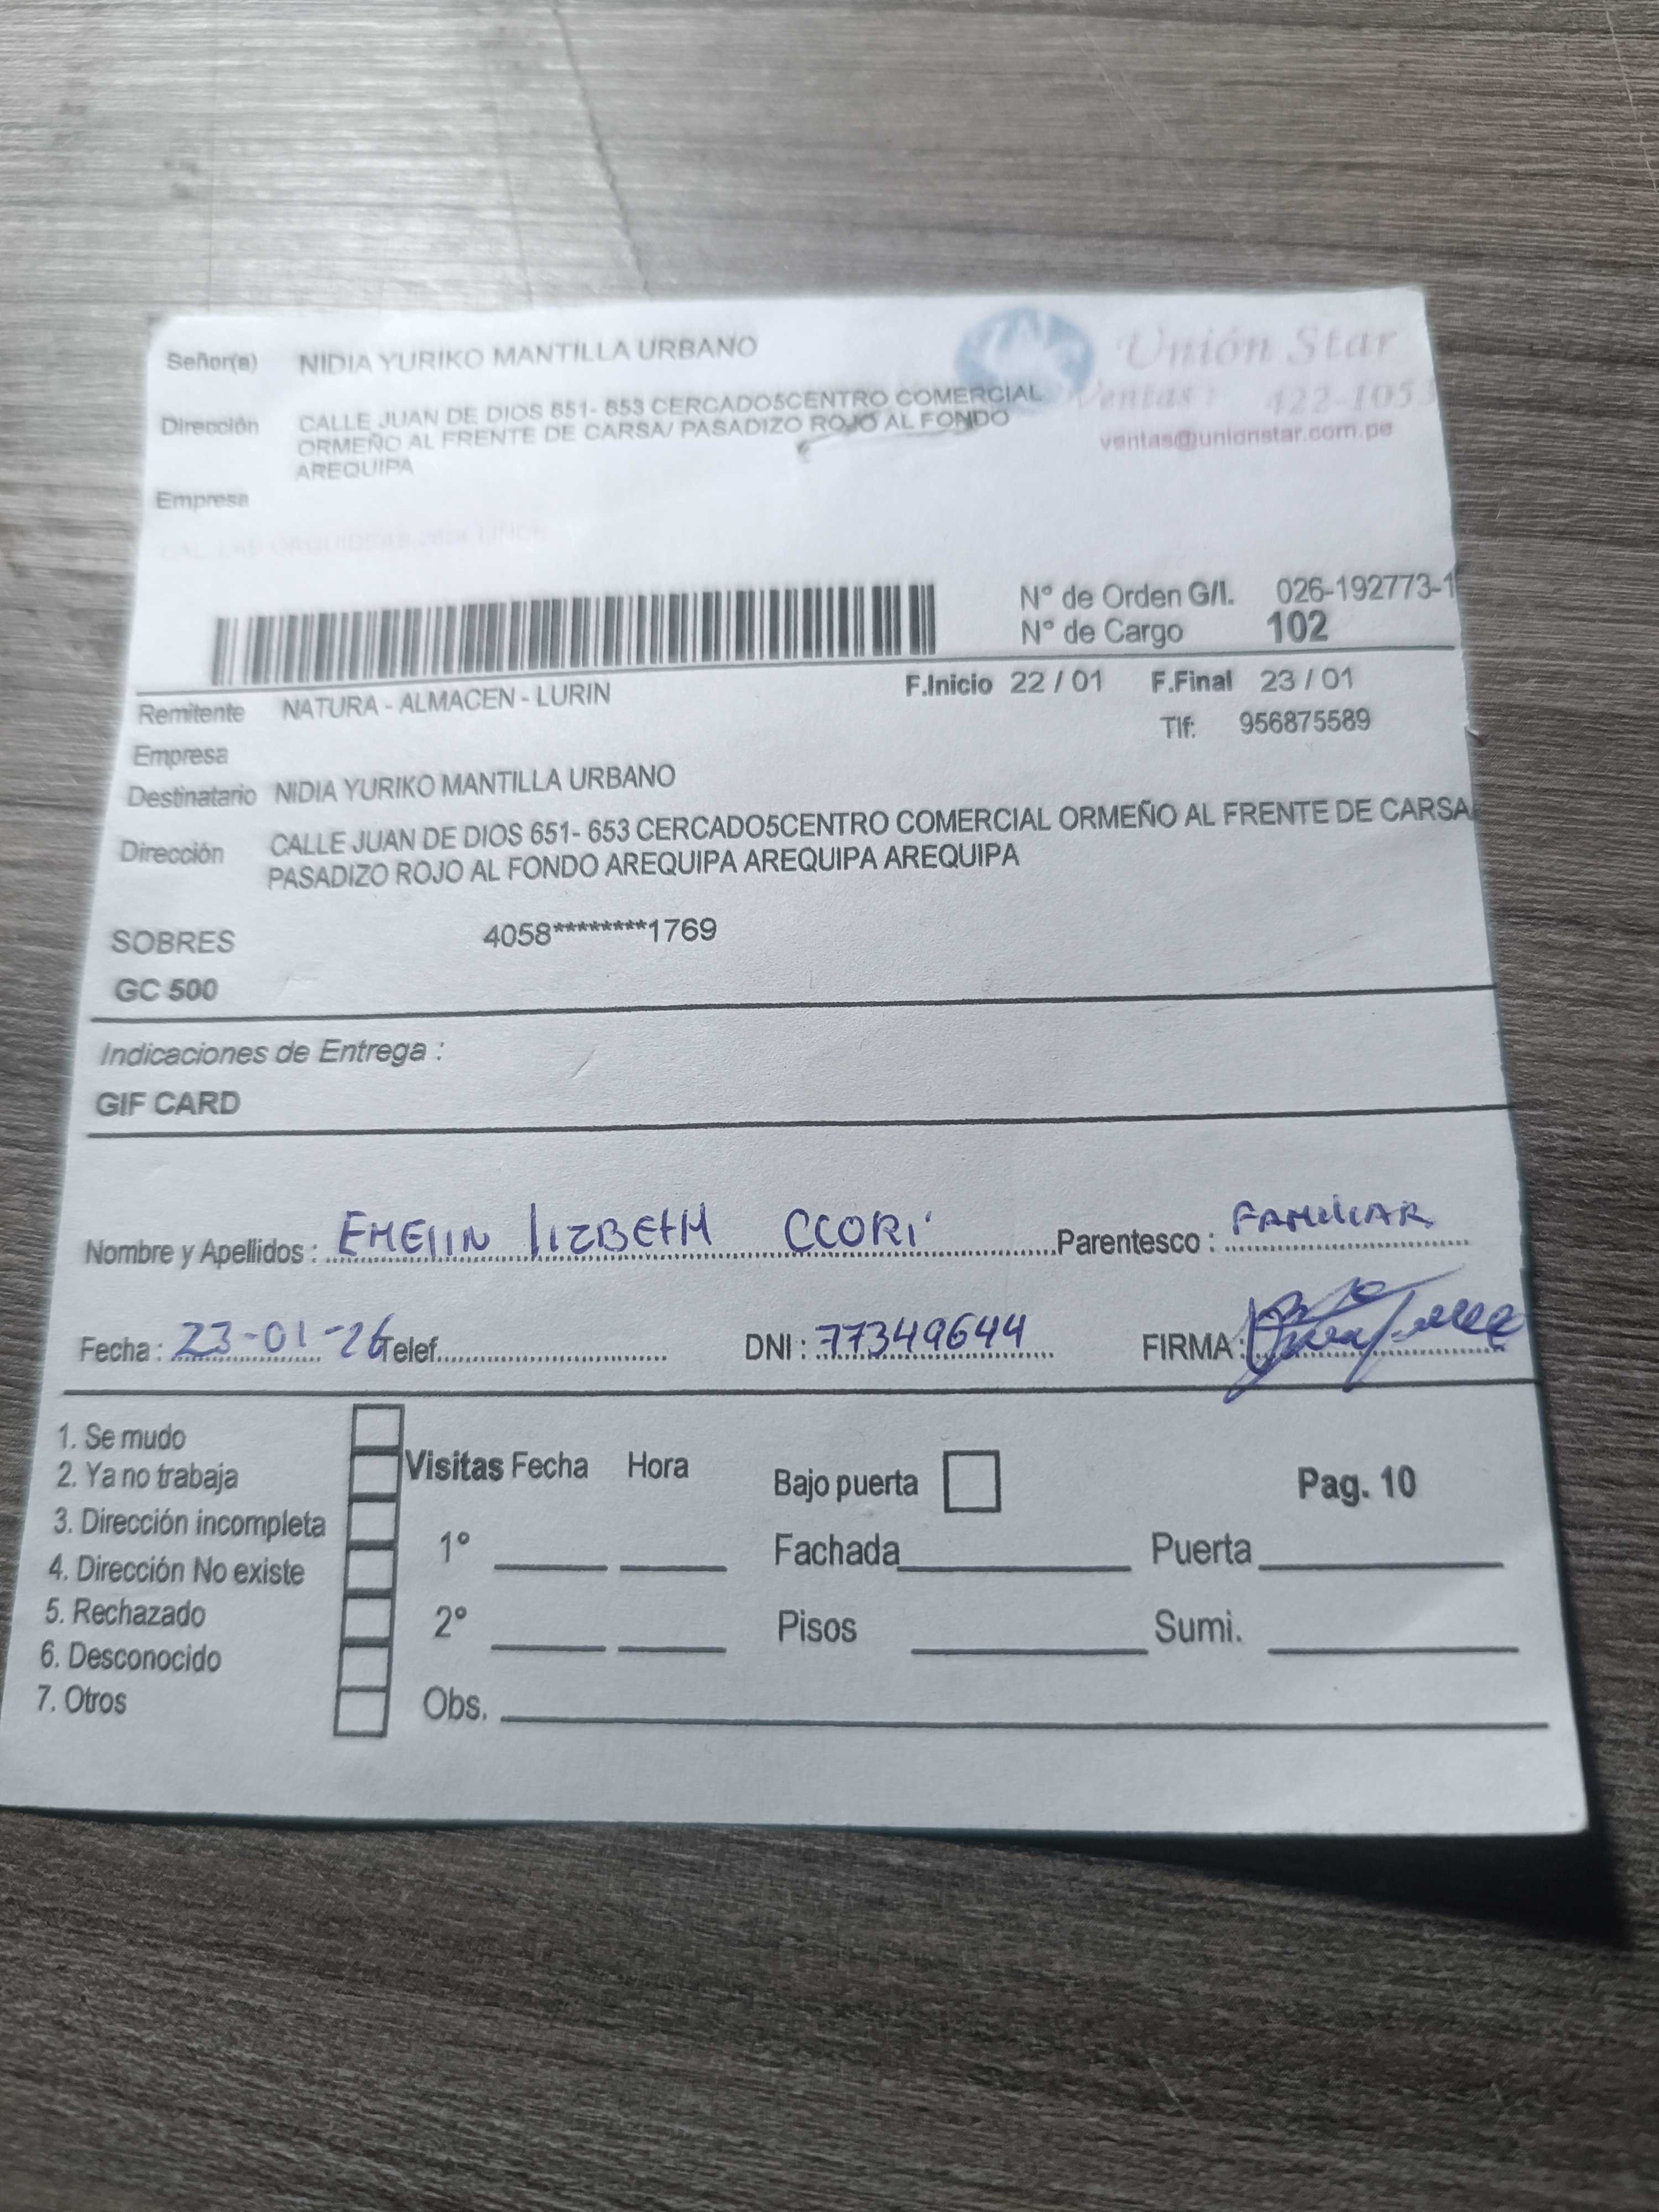 Señor(a) NIDIA YURIKO MANTILLA URBANO
Unión Star
Dirección CALLE JUAN DE DIOS 651- 653 CERCADO5CENTRO COMERCIAL
Ventas: 422-1053
ORMEÑO AL FRENTE DE CARSA/ PASADIZO ROJO AL FONDO
ventas@unionstar.com.pe
AREQUIPA
Empresa
N° de Orden G/I. 026-192773-1
N° de Cargo 102
F.Inicio 22 / 01 F.Final 23 / 01
Remitente NATURA - ALMACEN - LURIN
Tlf: 956875589
Empresa
Destinatario NIDIA YURIKO MANTILLA URBANO
Dirección CALLE JUAN DE DIOS 651- 653 CERCADO5CENTRO COMERCIAL ORMEÑO AL FRENTE DE CARSA/
PASADIZO ROJO AL FONDO AREQUIPA AREQUIPA AREQUIPA
SOBRES 4058********1769
GC 500
Indicaciones de Entrega :
GIF CARD
Nombre y Apellidos : EMELIN LIZBETH CCORI Parentesco : FAMILIAR
Fecha : 23-01-26 Telef. DNI : 77349644 FIRMA :
1. Se mudo
2. Ya no trabaja
3. Dirección incompleta
4. Dirección No existe
5. Rechazado
6. Desconocido
7. Otros
Visitas Fecha Hora
1°
2°
Obs.
Bajo puerta
Pag. 10
Fachada Puerta
Pisos Sumi.